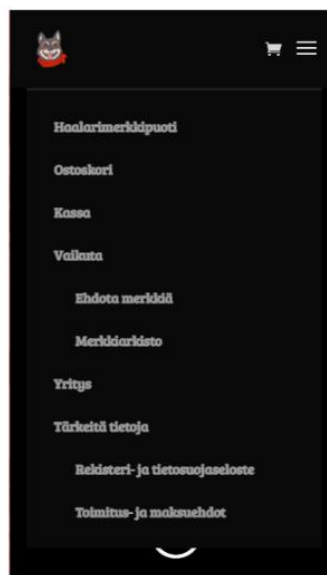 Haalarimerkkipuoti
Ostoskori
Kassa
Vaikuta
Ehdota merkkiä
Merkkiarkisto
Yritys
Tärkeitä tietoja
Rekisteri- ja tietosuojaseloste
Toimitus- ja maksuehdot